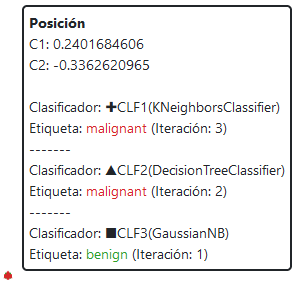 Posición
C1: 0.2401684606
C2: -0.3362620965
Clasificador: ✚CLF1(KNeighborsClassifier)
Etiqueta: malignant (Iteración: 3)
-------
Clasificador: ▲CLF2(DecisionTreeClassifier)
Etiqueta: malignant (Iteración: 2)
-------
Clasificador: ■CLF3(GaussianNB)
Etiqueta: benign (Iteración: 1)